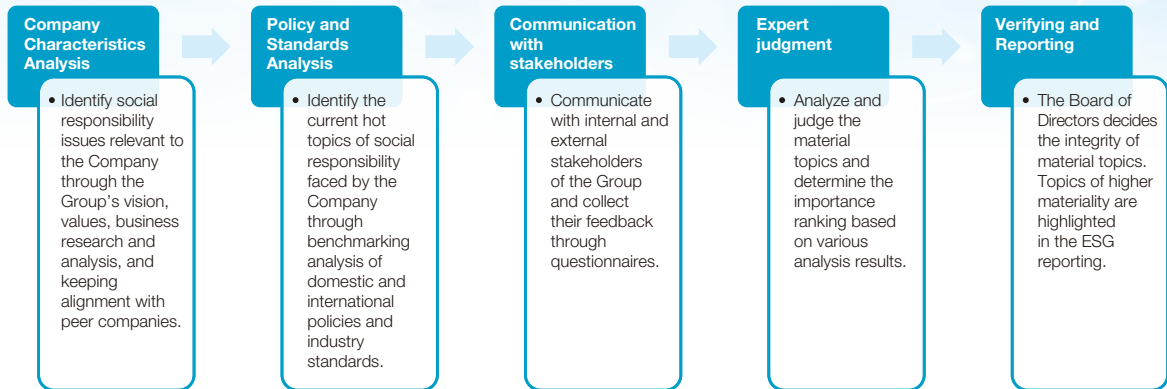 Company
Characteristics
Analysis
• Identify social
responsibility
issues relevant to
the Company
through the
Group's vision,
values, business
research and
analysis, and
keeping
alignment with
peer companies.
Policy and
Standards
Analysis
• Identify the
current hot
topics of social
responsibility
faced by the
Company
through
benchmarking
analysis of
domestic and
international
policies and
industry
standards.
Communication
with
stakeholders
• Communicate
with internal and
external
stakeholders
of the Group
and collect
their feedback
through
questionnaires.
Expert
judgment
• Analyze and
judge the
material
topics and
determine the
importance
ranking based
on various
analysis results.
Verifying and
Reporting
• The Board of
Directors decides
the integrity of
material topics.
Topics of higher
materiality are
highlighted
in the ESG
reporting.